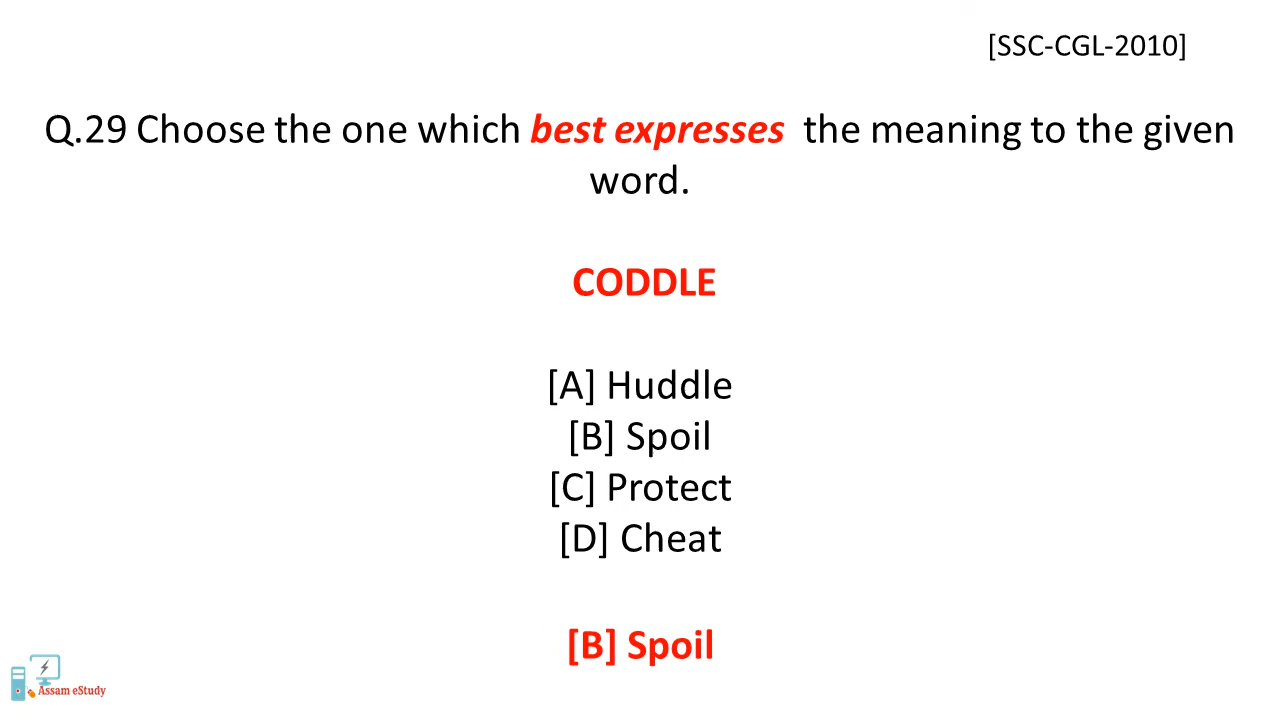 [SSC-CGL-2010]
Q.29 Choose the one which best expresses the meaning to the given
word.
CODDLE
[A] Huddle
[B] Spoil
[C] Protect
[D] Cheat
[B] Spoil
Assam eStudy